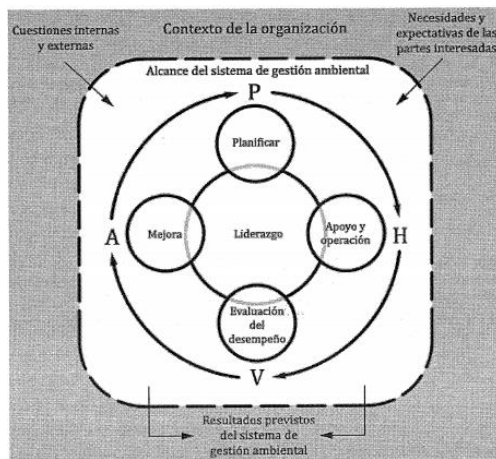 Cuestiones internas
y externas
Contexto de la organización
Necesidades y
expectativas de las
partes interesadas
Alcance del sistema de gestión ambiental
P
Planificar
A
Mejora
Liderazgo
Apoyo y
operación
H
Evaluación
del
desempeño
V
Resultados previstos
del sistema de
gestión ambiental